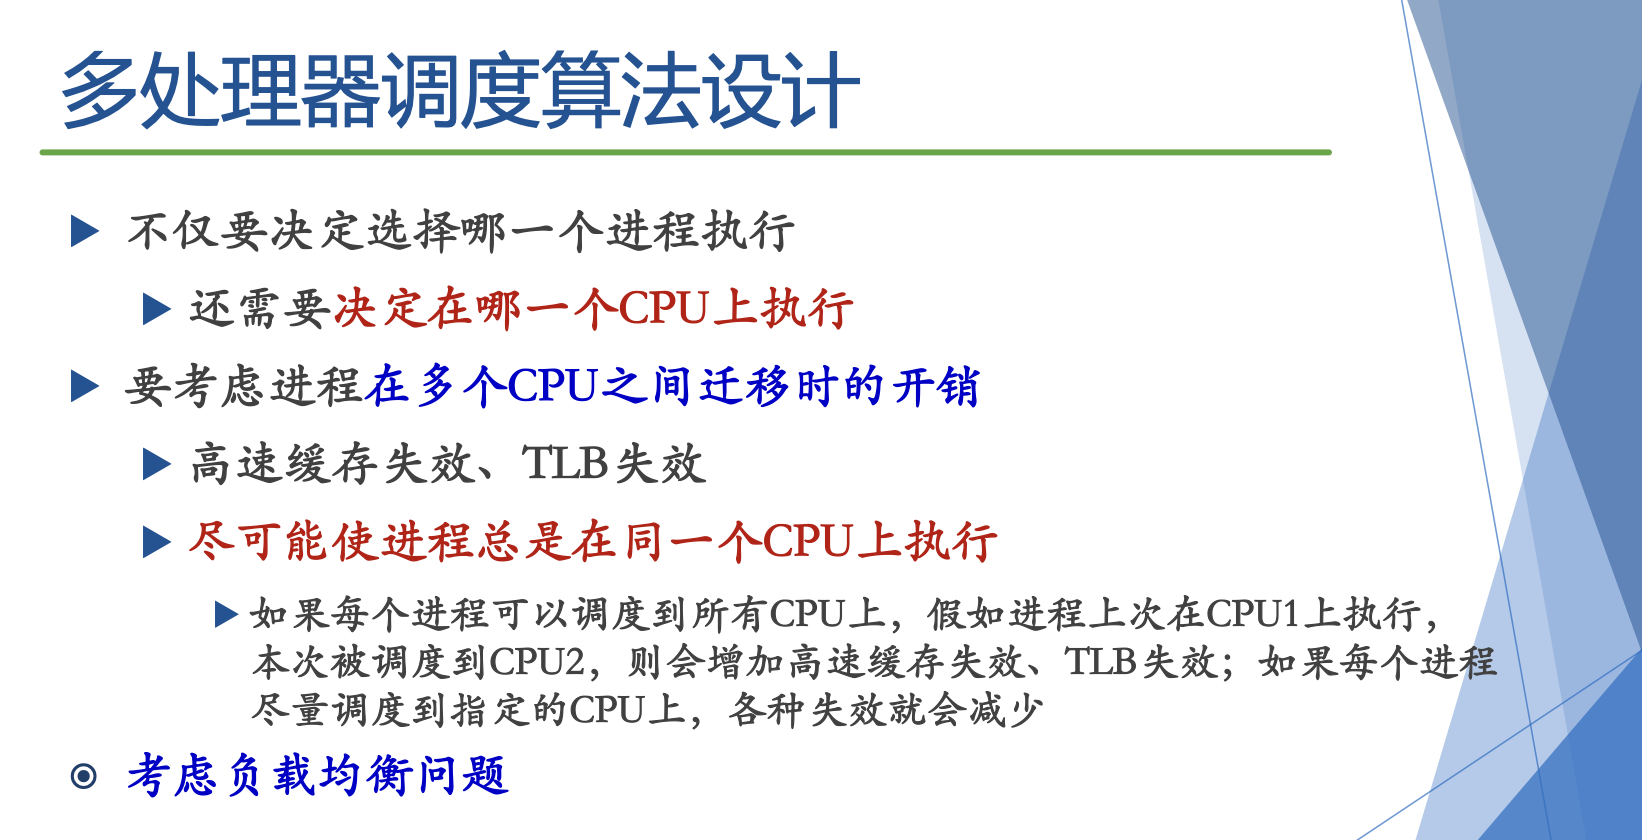 多处理器调度算法设计
不仅要决定选择哪一个进程执行
还需要决定在哪一个CPU上执行
要考虑进程在多个CPU之间迁移时的开销
高速缓存失效、TLB失效
尽可能使进程总是在同一个CPU上执行
如果每个进程可以调度到所有CPU上，假如进程上次在CPU1上执行，
本次被调度到CPU2，则会增加高速缓存失效、TLB失效；如果每个进程
尽量调度到指定的CPU上，各种失效就会减少
考虑负载均衡问题